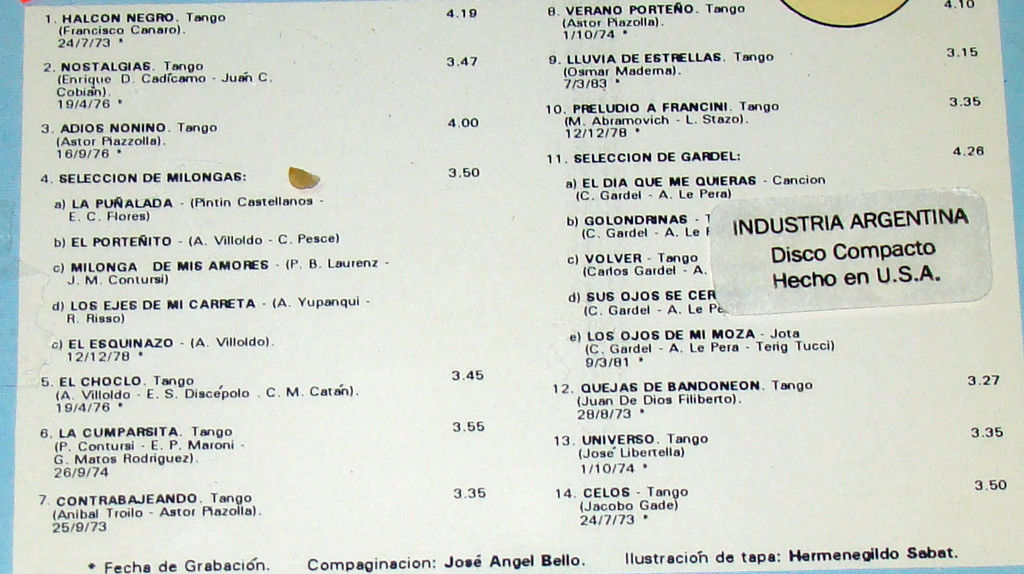 1. HALCON NEGRO, Tango 4.19
(Francisco Canaro).
24/7/73 *
2. NOSTALGIAS. Tango 3.47
(Enrique D. Cadícamo - Juan C.
Cobián).
19/4/76 *
3. ADIOS NONINO. Tango 4.00
(Astor Piazzolla).
16/9/76 *
4. SELECCION DE MILONGAS: 3.50
a) LA PUÑALADA - (Pintin Castellanos -
E. C. Flores)
b) EL PORTEÑITO - (A. Villoldo - C. Pesce)
c) MILONGA DE MIS AMORES - (P. B. Laurenz -
J. M. Contursi)
d) LOS EJES DE MI CARRETA - (A. Yupanqui -
R. Risso)
c) EL ESQUINAZO - (A. Villoldo).
12/12/78 *
5. EL CHOCLO. Tango 3.45
(A. Villoldo - E. S. Discépolo . C. M. Catán).
19/4/76 *
6. LA CUMPARSITA. Tango 3.55
(P. Contursi - E. P. Maroni -
G. Matos Rodriguez).
26/9/74
7. CONTRABAJEANDO. Tango 3.35
(Anibal Troilo - Astor Piazolla).
25/9/73
8. VERANO PORTEÑO. Tango 4.10
(Astor Piazolla).
1/10/74 *
9. LLUVIA DE ESTRELLAS. Tango 3.15
(Osmar Maderna).
7/3/83 *
10. PRELUDIO A FRANCINI. Tango 3.35
(M. Abramovich - L. Stazo).
12/12/78 *
11. SELECCION DE GARDEL: 4.26
a) EL DIA QUE ME QUIERAS - Cancion
(C. Gardel - A. Le Pera)
b) GOLONDRINAS -
(C. Gardel - A. Le
c) VOLVER - Tango
(Carlos Gardel - A.
d) SUS OJOS SE
(C. Gardel - A. Le
e) LOS OJOS DE MI MOZA - Jota
(C. Gardel - A. Le Pera - Terig Tucci)
9/3/81 *
12. QUEJAS DE BANDONEON. Tango 3.27
(Juan De Dios Filiberto).
28/8/73 *
13. UNIVERSO. Tango 3.35
(José Libertella)
1/10/74 *
14. CELOS - Tango 3.50
(Jacobo Gade)
24/7/73 *
INDUSTRIA ARGENTINA
Disco Compacto
Hecho en U.S.A.
* Fecha de Grabación. Compaginacion: José Angel Bello. Ilustración de tapa: Hermenegildo Sabat.